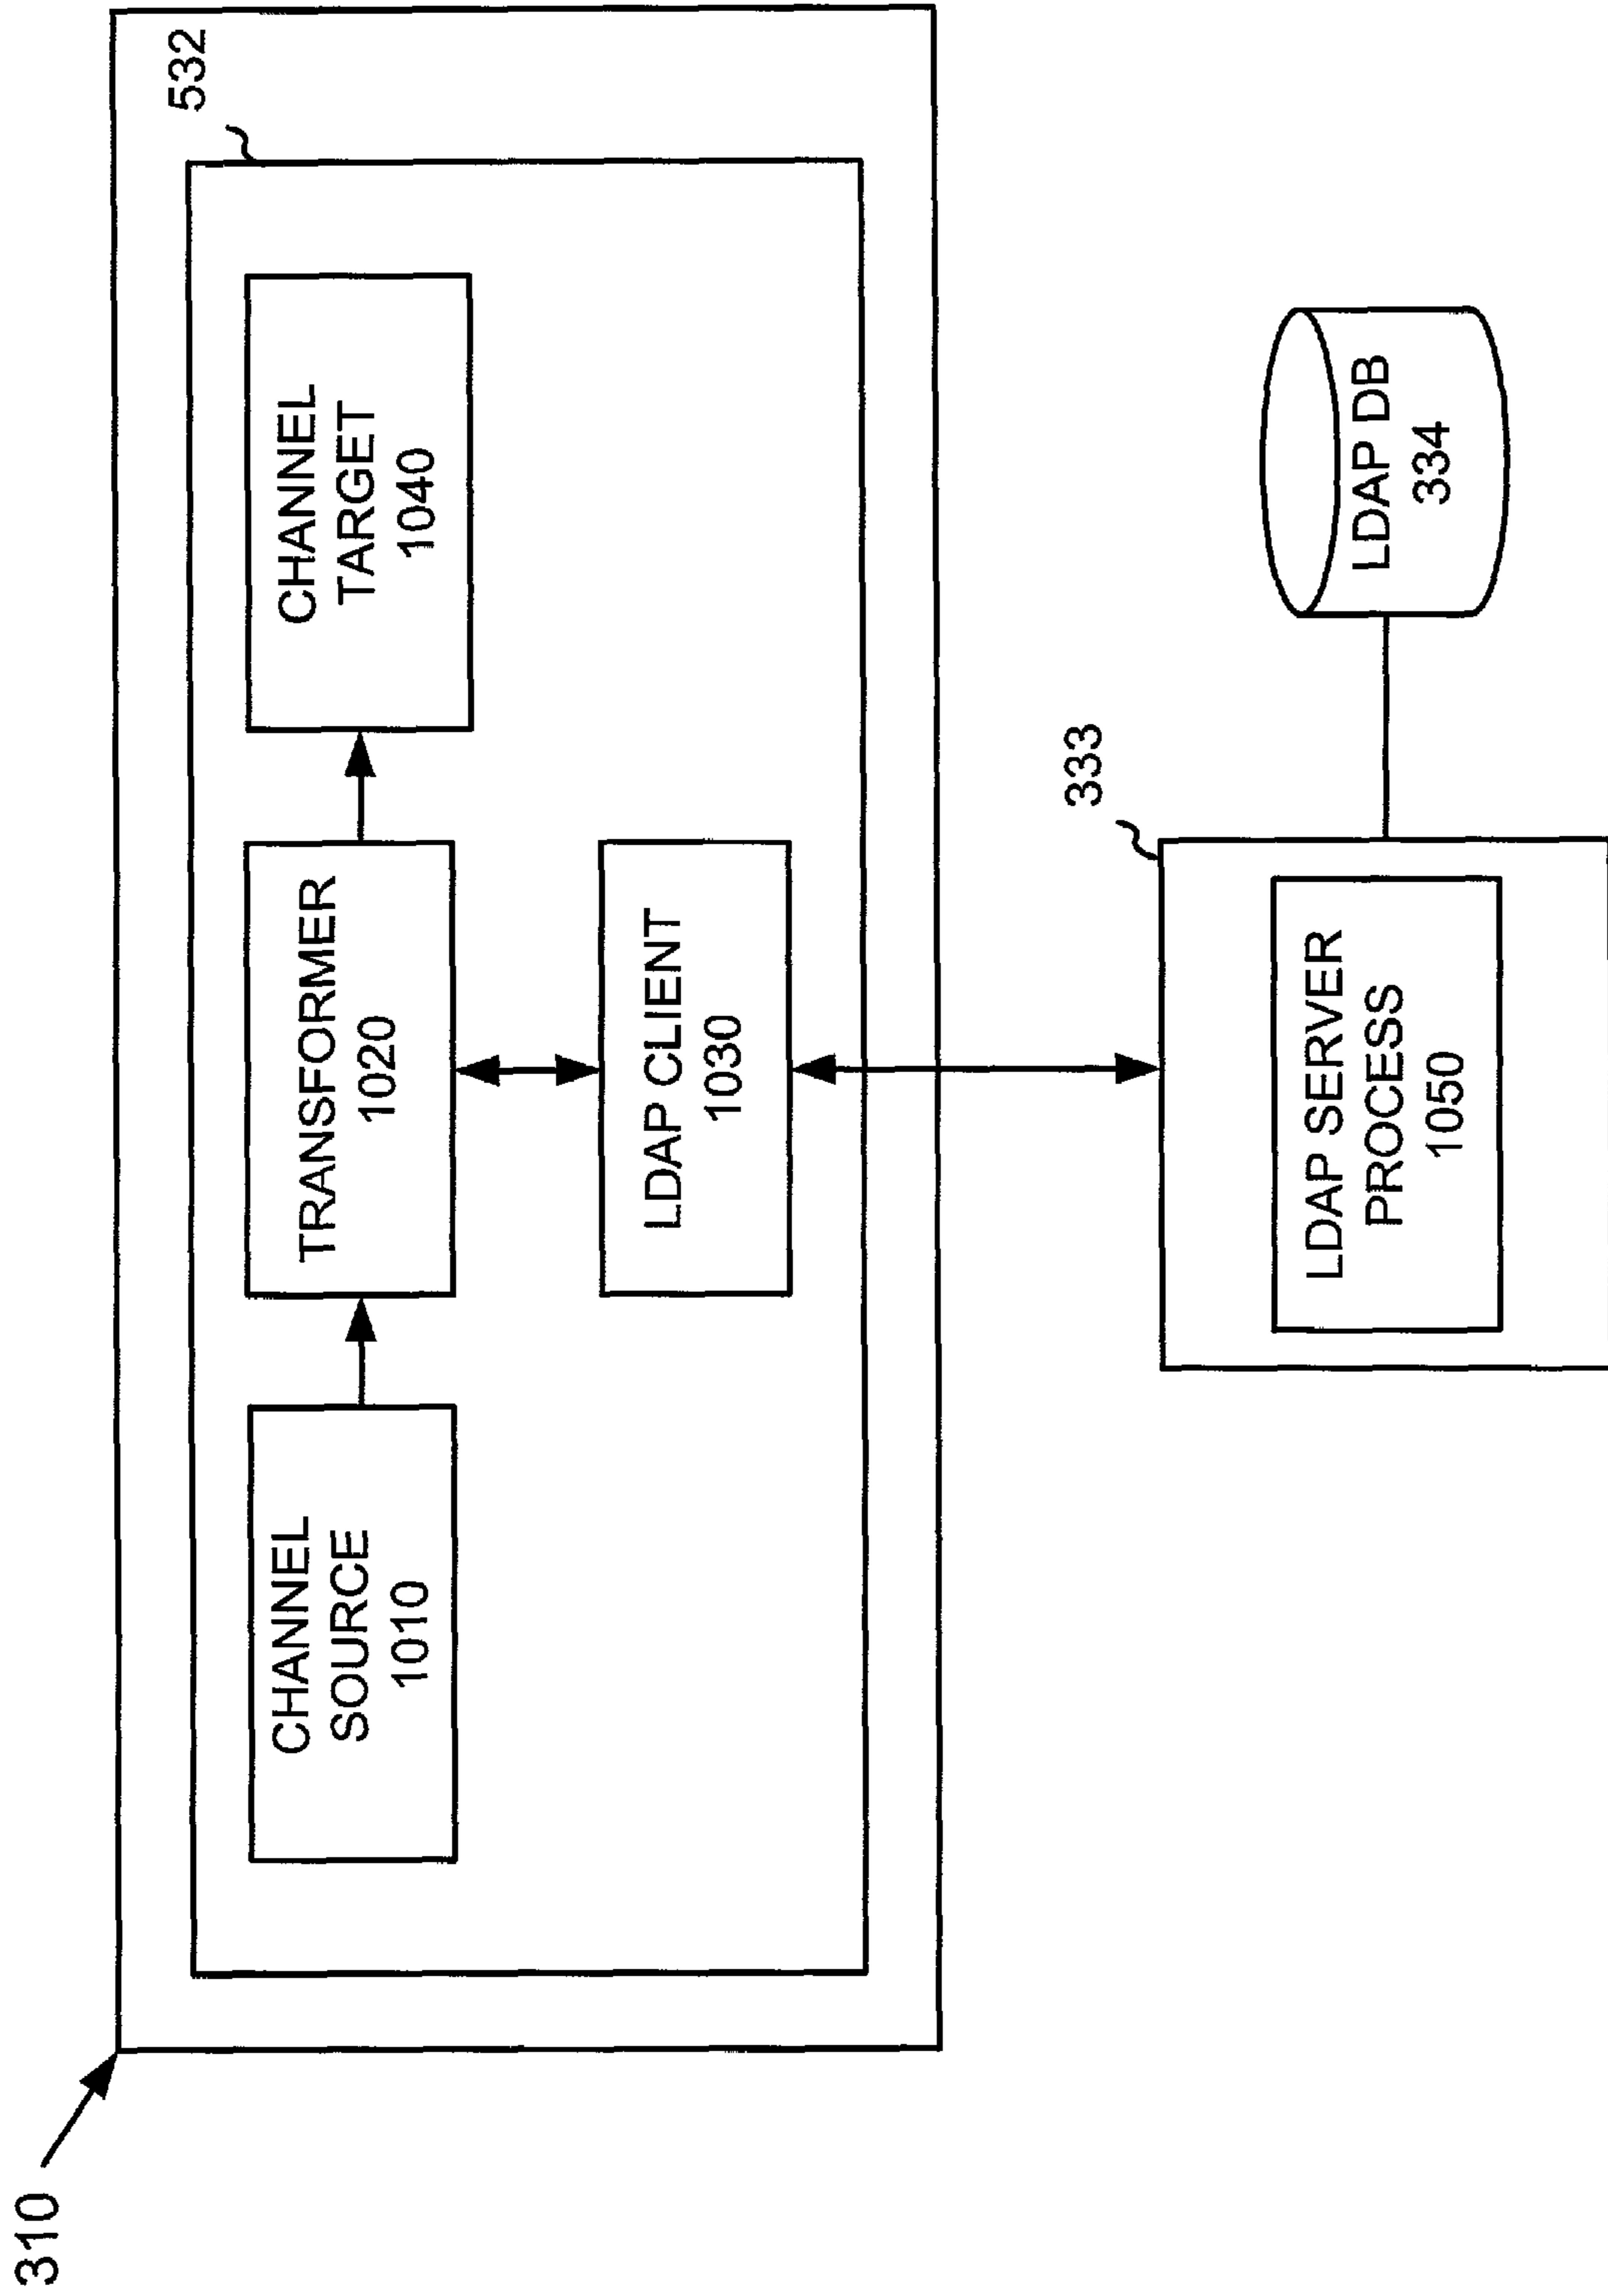 310
532
CHANNEL
SOURCE
1010
TRANSFORMER
1020
CHANNEL
TARGET
1040
LDAP CLIENT
1030
333
LDAP SERVER
PROCESS
1050
LDAP DB
334